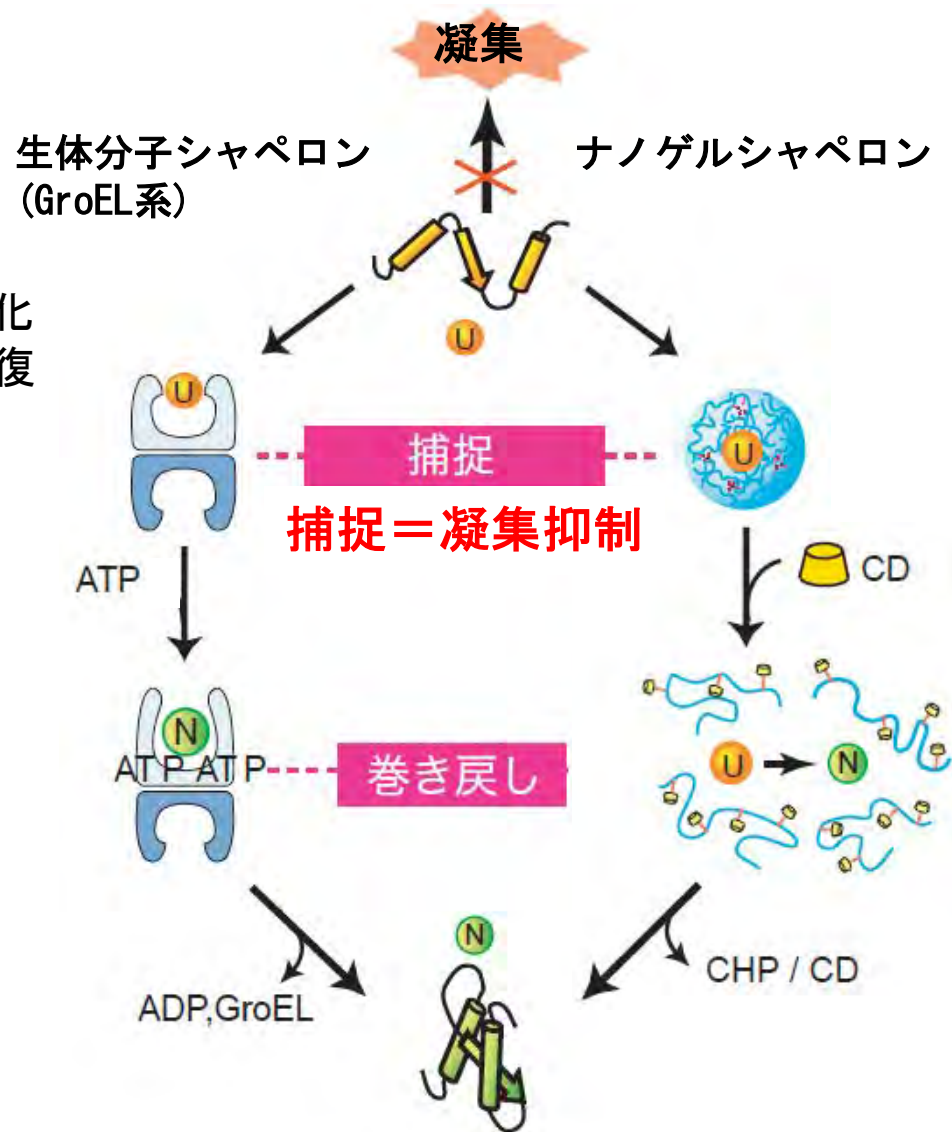 凝集
生体分子シャペロン
(GroEL系)
ナノゲルシャペロン
化
復
U
U
捕捉
U
捕捉＝凝集抑制
ATP
CD
N
ATP ATP
巻き戻し
U
N
N
ADP,GroEL
CHP / CD